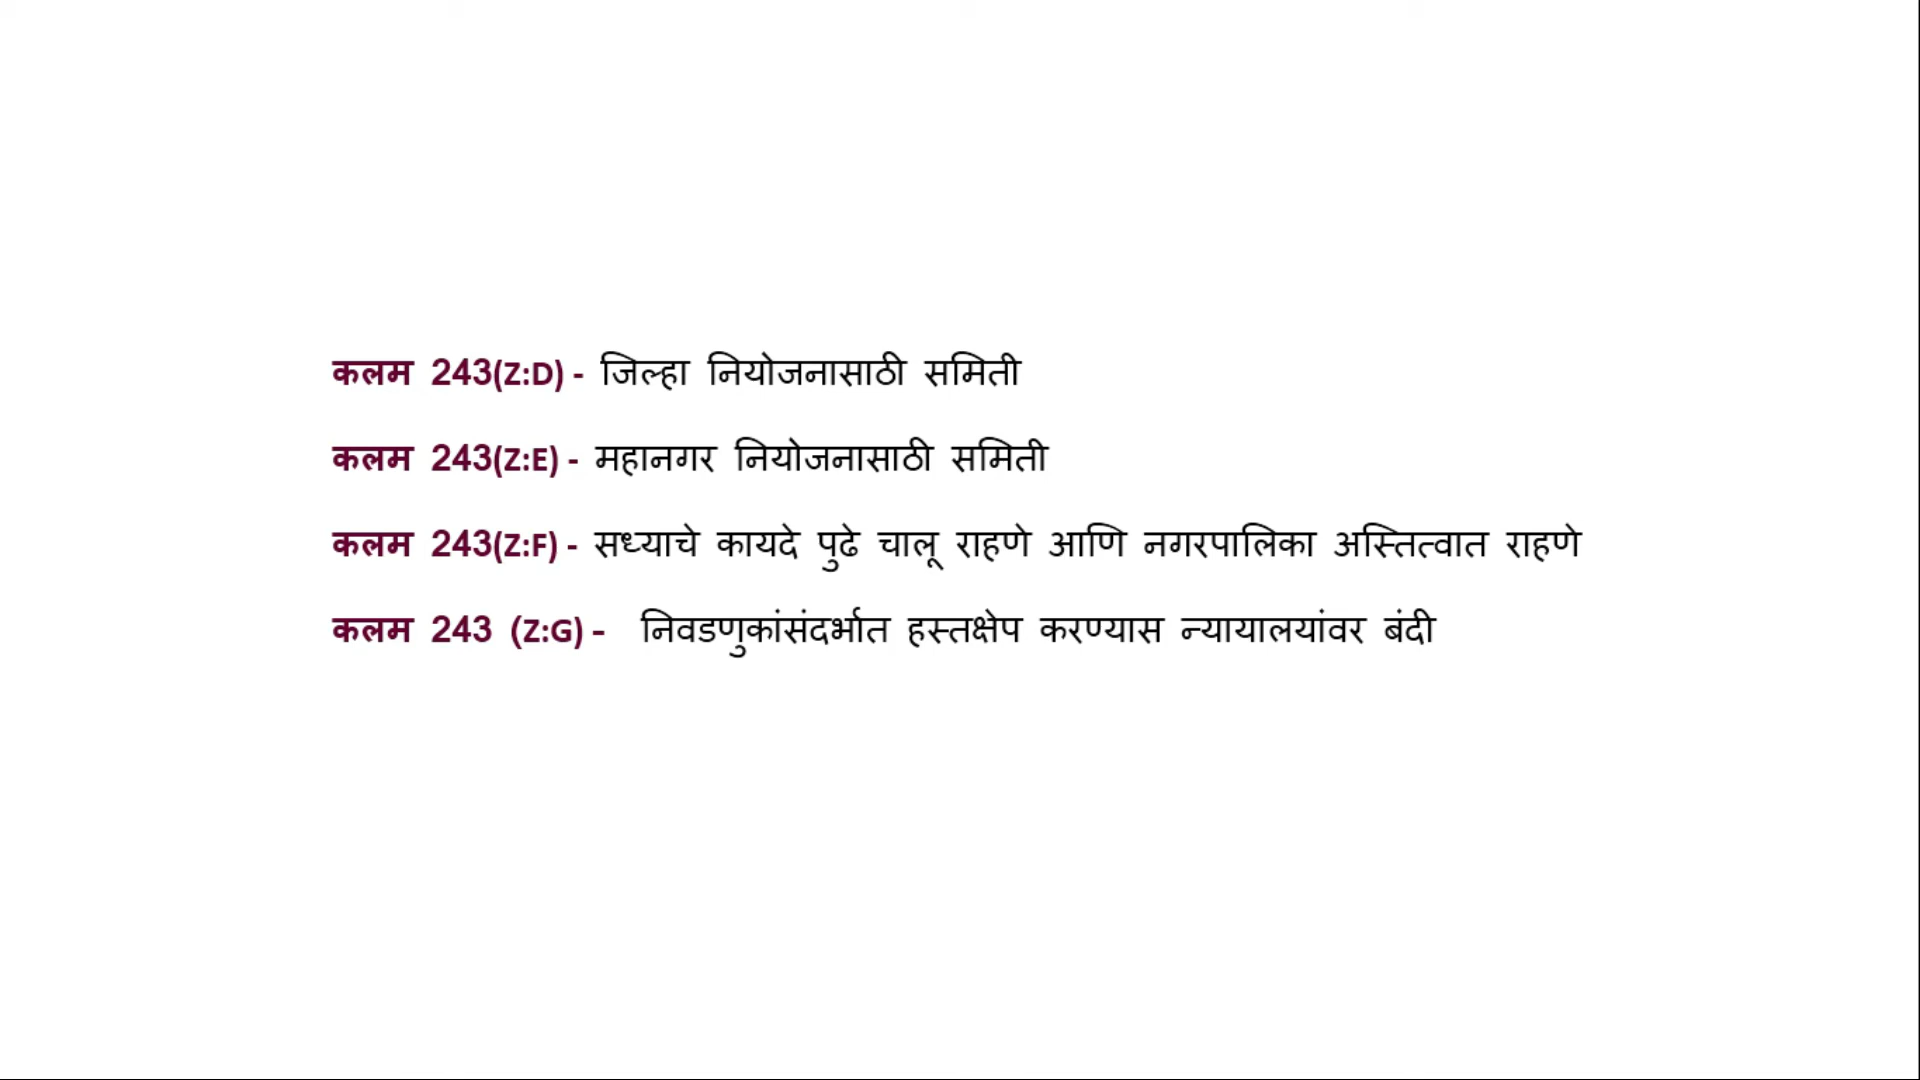 कलम 243(Z:D) - जिल्हा नियोजनासाठी समिती
कलम 243(Z:E) - महानगर नियोजनासाठी समिती
कलम 243(Z:F) - सध्याचे कायदे पुढे चालू राहणे आणि नगरपालिका अस्तित्वात राहणे
कलम 243 (Z:G) – निवडणुकांसंदर्भात हस्तक्षेप करण्यास न्यायालयांवर बंदी